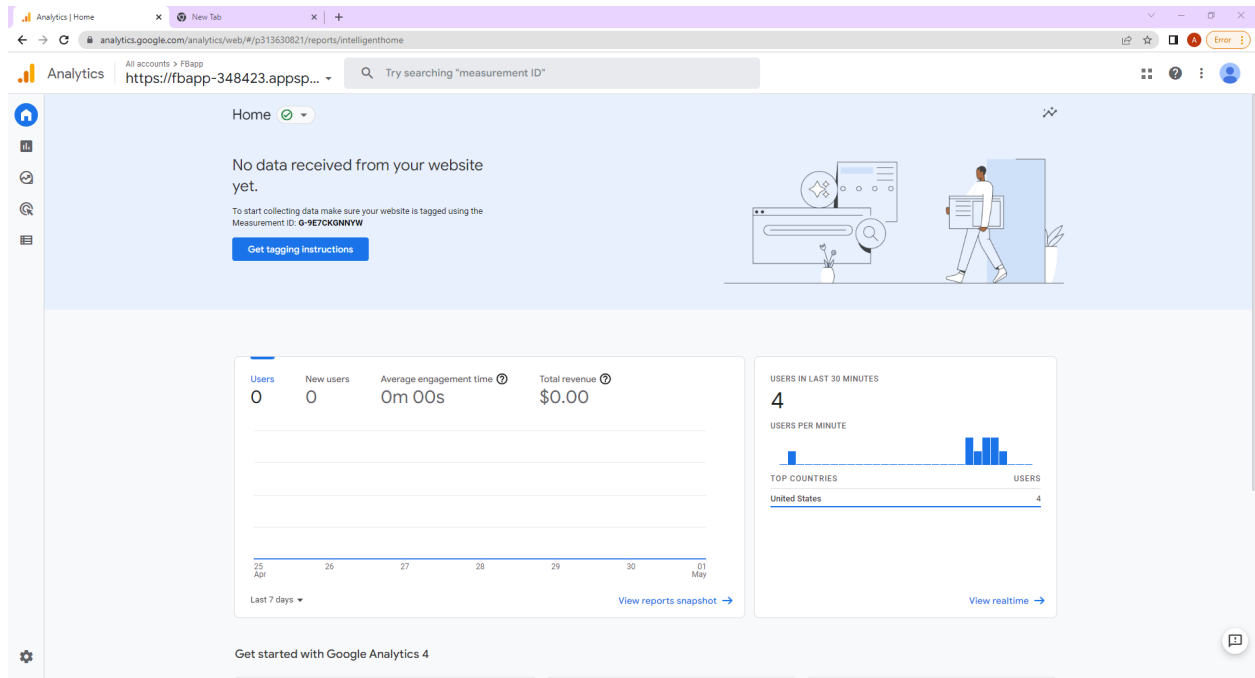 Analytics | Home
New Tab
analytics.google.com/analytics/web/#/p313630821/reports/intelligenthome
A
Error
Analytics
All accounts > FBapp
https://fbapp-348423.appsp...
Try searching "measurement ID"
Home
No data received from your website
yet.
To start collecting data make sure your website is tagged using the
Measurement ID: G-9E7CKGNNYW
Get tagging instructions
Users
New users
Average engagement time
Total revenue
0
0
0m 00s
$0.00
25
Apr
26
27
28
29
30
01
May
Last 7 days
View reports snapshot
USERS IN LAST 30 MINUTES
4
USERS PER MINUTE
TOP COUNTRIES USERS
United States 4
View realtime
Get started with Google Analytics 4